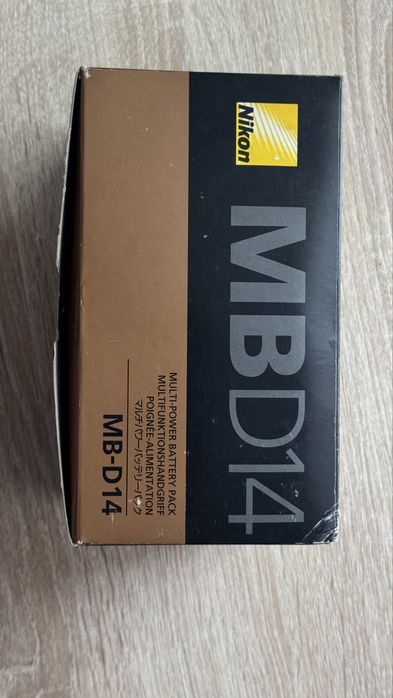 Nikon
MBD14
MULTI-POWER BATTERY PACK
MULTIFUNKTIONSHANDGRIFF
POIGNÉE-ALIMENTATION
マルチパワーバッテリーパック
MB-D14